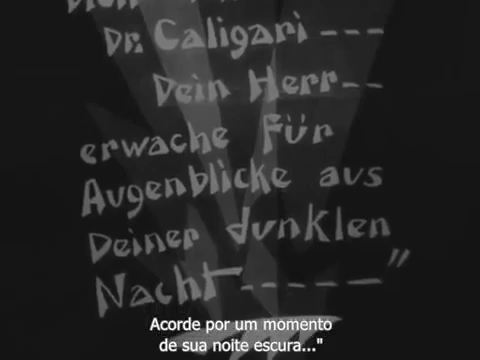 Dr. Caligari ---
Dein Herr--
erwache für
Augenblicke aus
Deiner dunklen
Nacht------"
Acorde por um momento
de sua noite escura..."